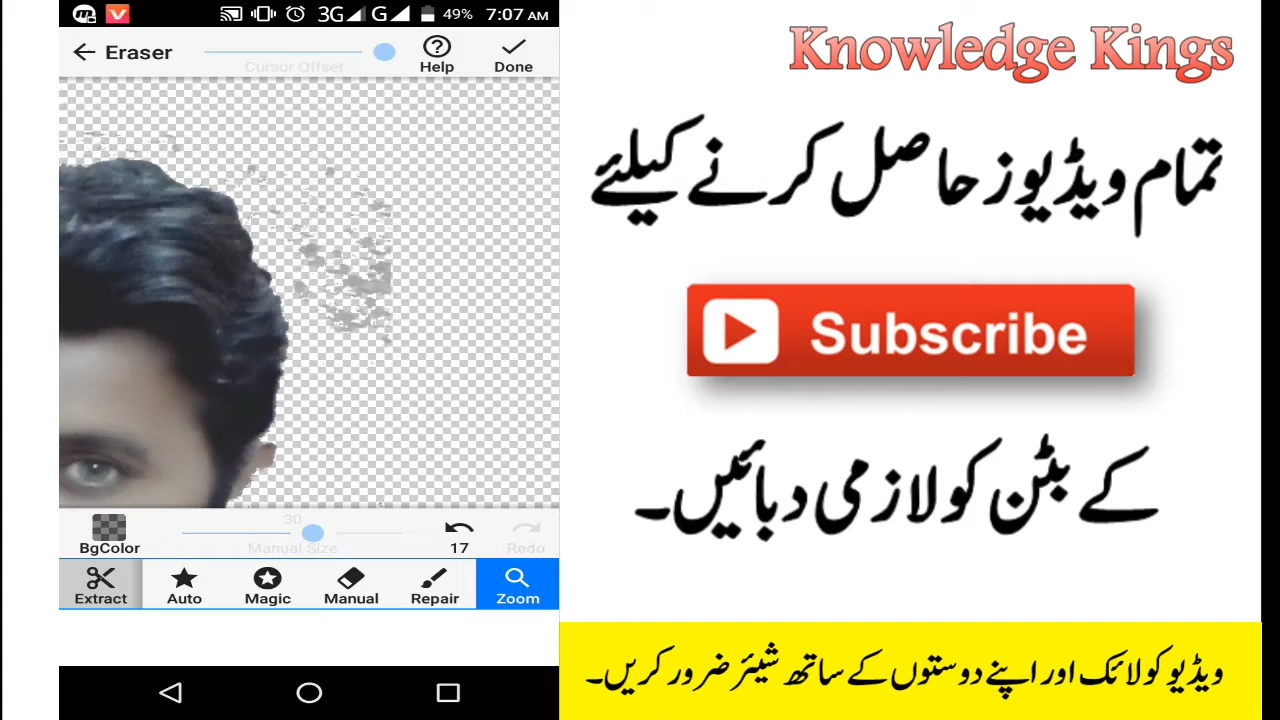 3G G 49% 7:07 AM
Eraser
Cursor Offset
Help
Done
30
BgColor
Manual Size
17
Redo
Extract
Auto
Magic
Manual
Repair
Zoom
Knowledge Kings
تمام ویڈیوز حاصل کرنے کیلئے
Subscribe
کے بٹن کو لازمی دبائیں۔
ویڈیو کو لائک اور اپنے دوستوں کے ساتھ شیئر ضرور کریں۔